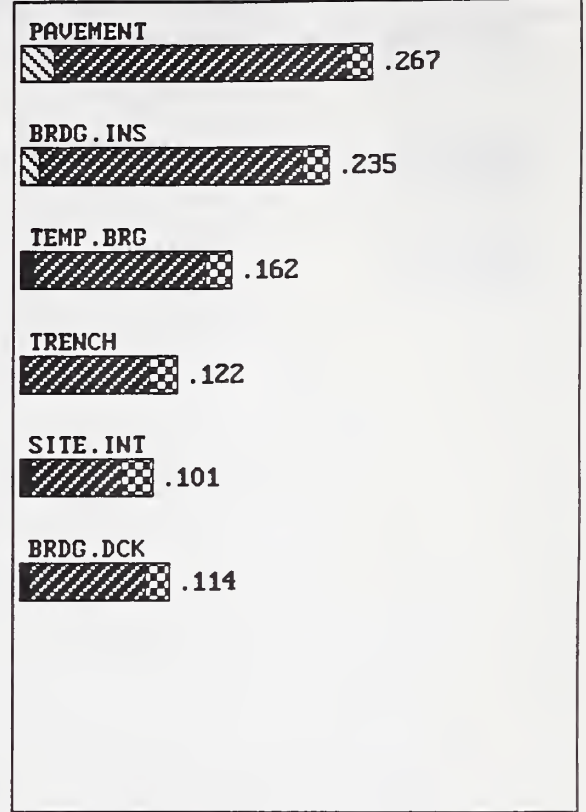 PAVEMENT
.267
BRDG.INS
.235
TEMP.BRG
.162
TRENCH
.122
SITE.INT
.101
BRDG.DCK
.114